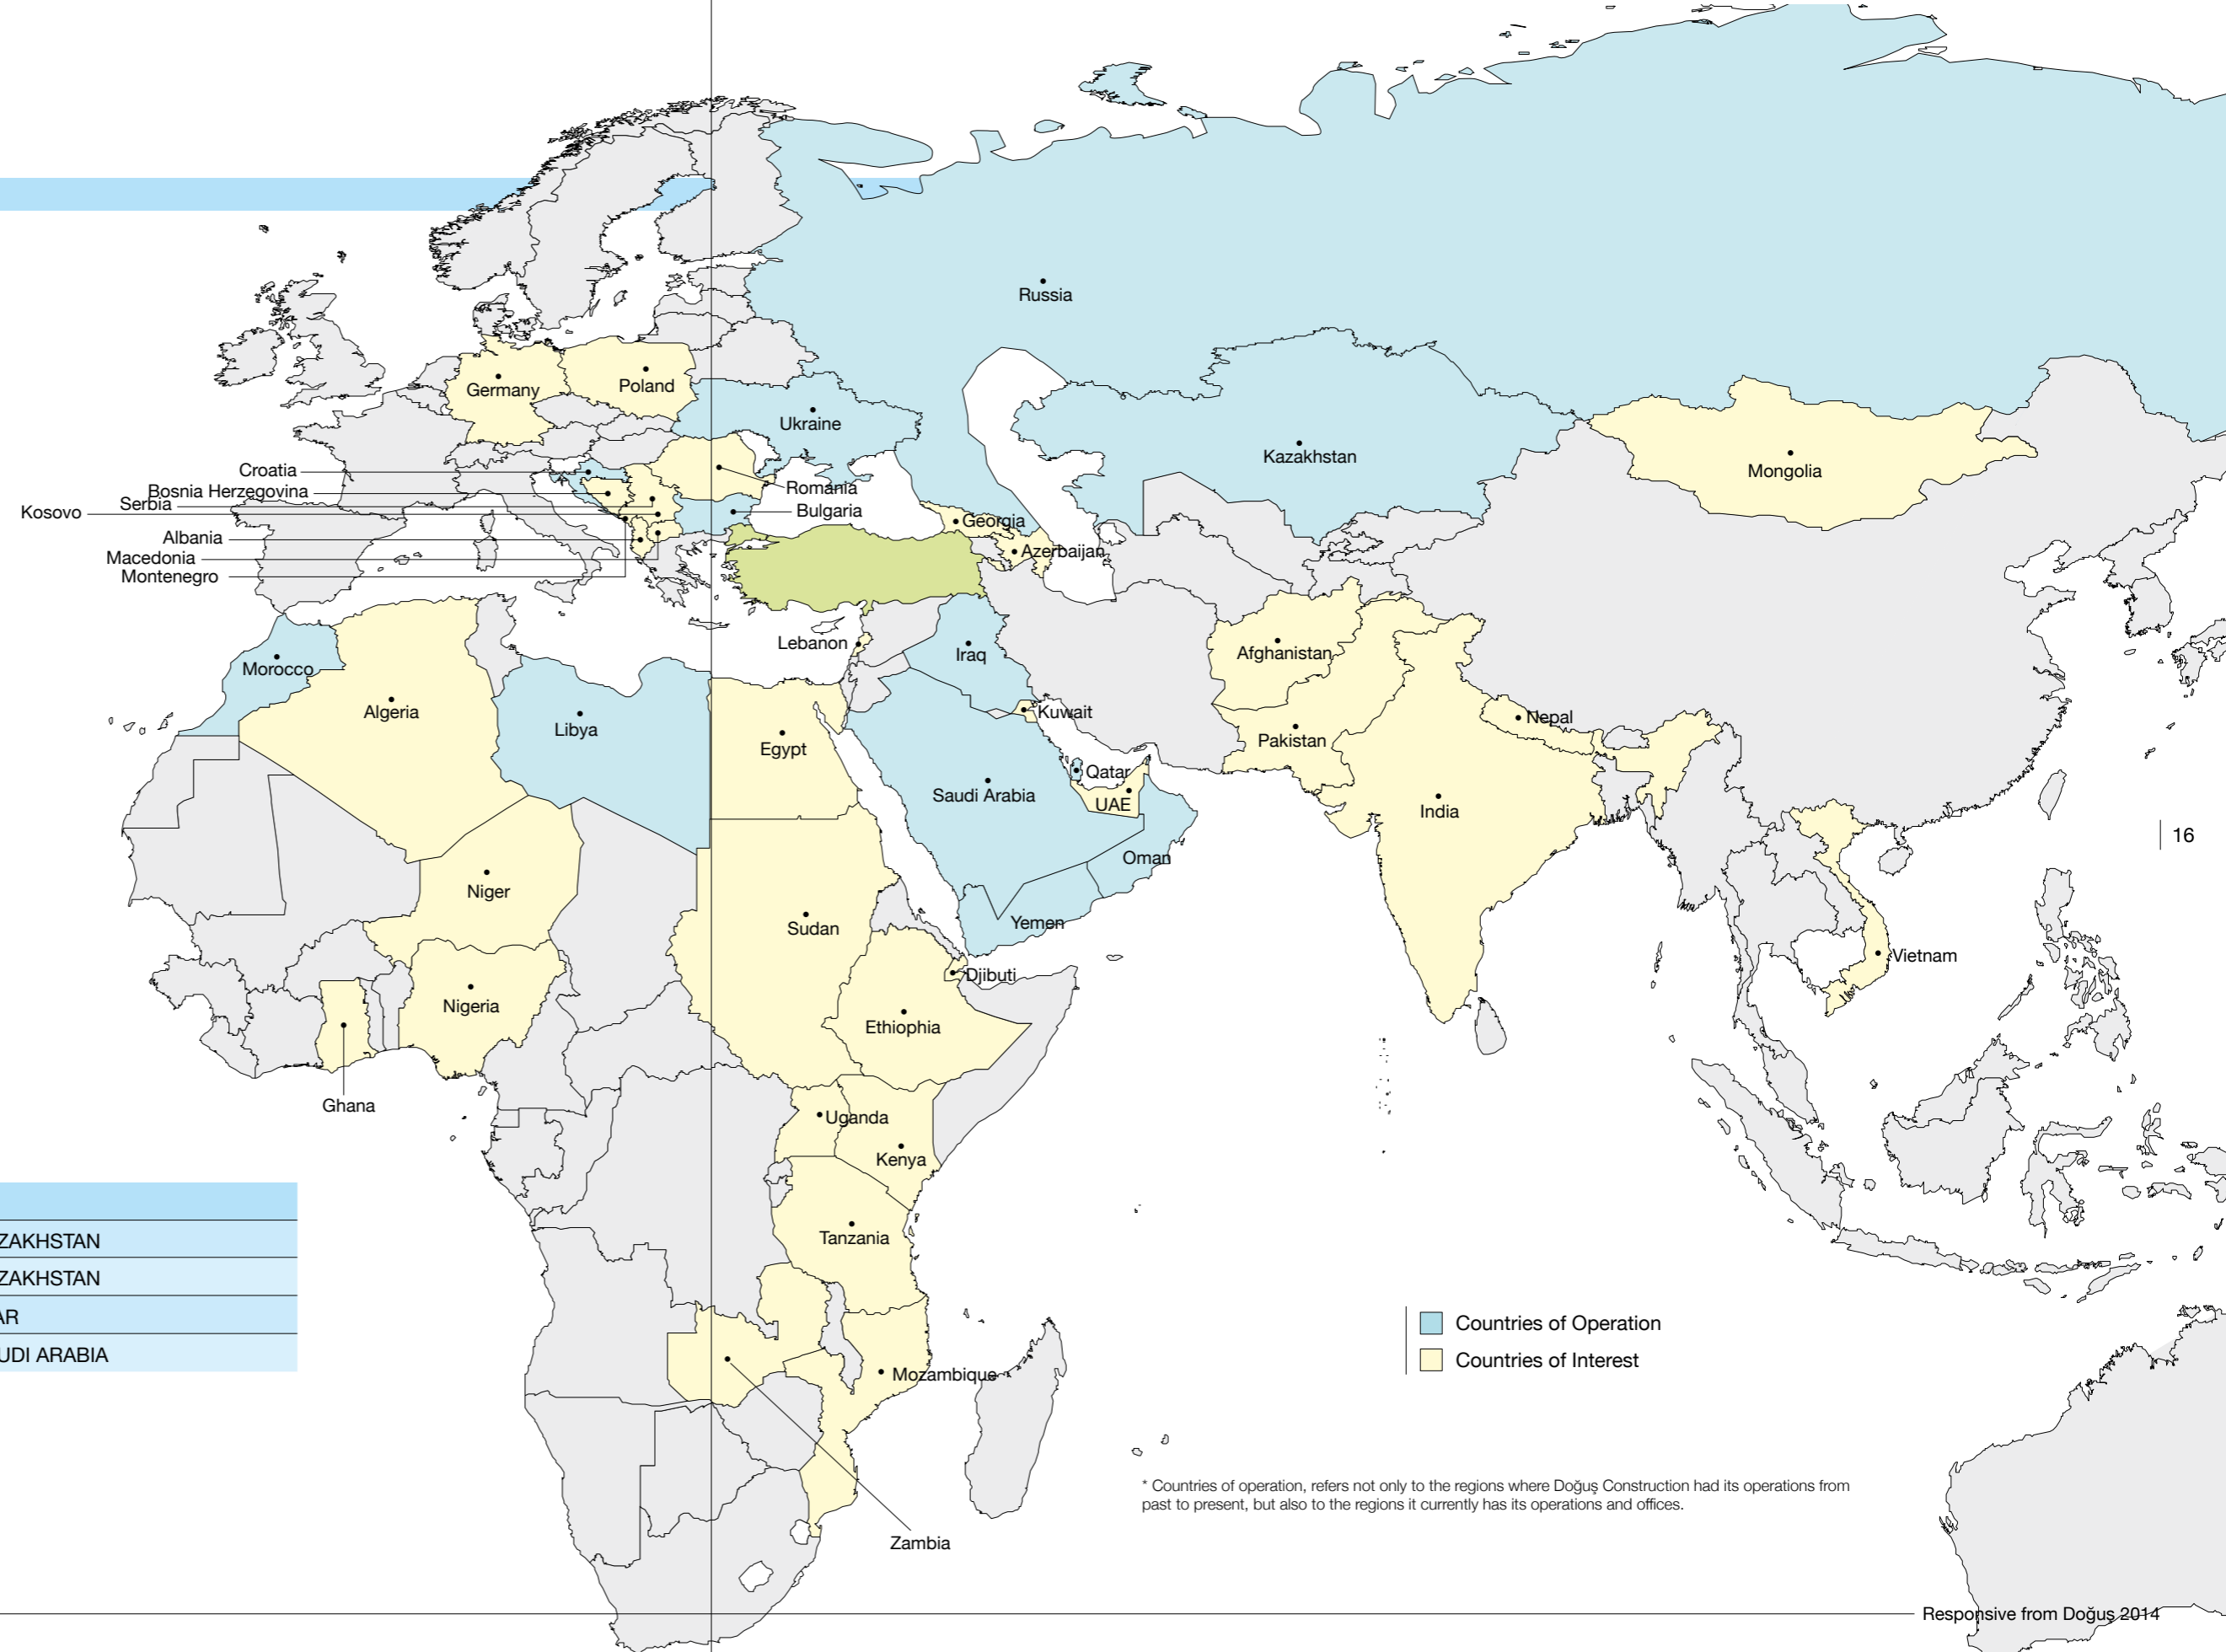 Russia
Germany
Poland
Ukraine
Kazakhstan
Mongolia
Croatia
Bosnia Herzegovina
Serbia
Kosovo
Albania
Macedonia
Montenegro
Romania
Bulgaria
Georgia
Azerbaijan
Lebanon
Iraq
Afghanistan
Morocco
Algeria
Libya
Egypt
Kuwait
Pakistan
Nepal
Qatar
Saudi Arabia
UAE
India
Oman
16
Niger
Sudan
Yemen
Vietnam
Djibuti
Nigeria
Ethiophia
Ghana
Uganda
Kenya
Tanzania
ZAKHSTAN
ZAKHSTAN
AR
UDI ARABIA
Countries of Operation
Countries of Interest
Mozambique
Zambia
* Countries of operation, refers not only to the regions where Doğuş Construction had its operations from
past to present, but also to the regions it currently has its operations and offices.
Responsive from Doğuş 2014